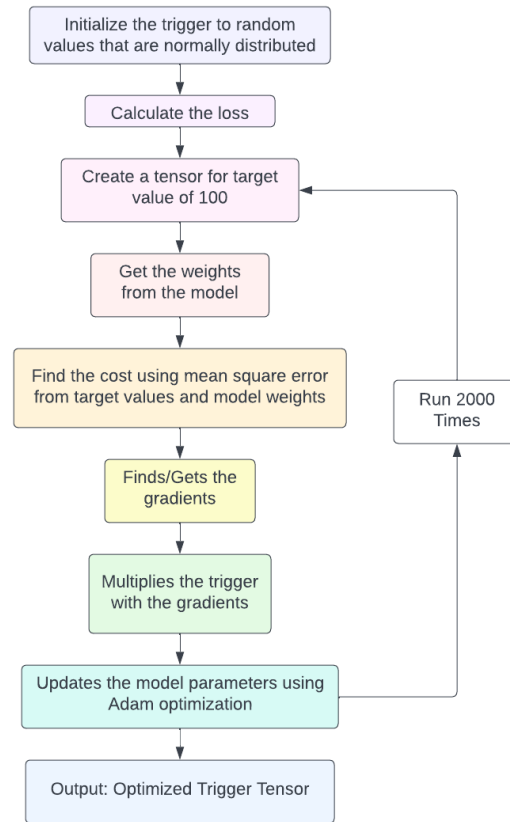 Initialize the trigger to random
values that are normally distributed
Calculate the loss
Create a tensor for target
value of 100
Get the weights
from the model
Find the cost using mean square error
from target values and model weights
Run 2000
Times
Finds/Gets the
gradients
Multiplies the trigger
with the gradients
Updates the model parameters using
Adam optimization
Output: Optimized Trigger Tensor